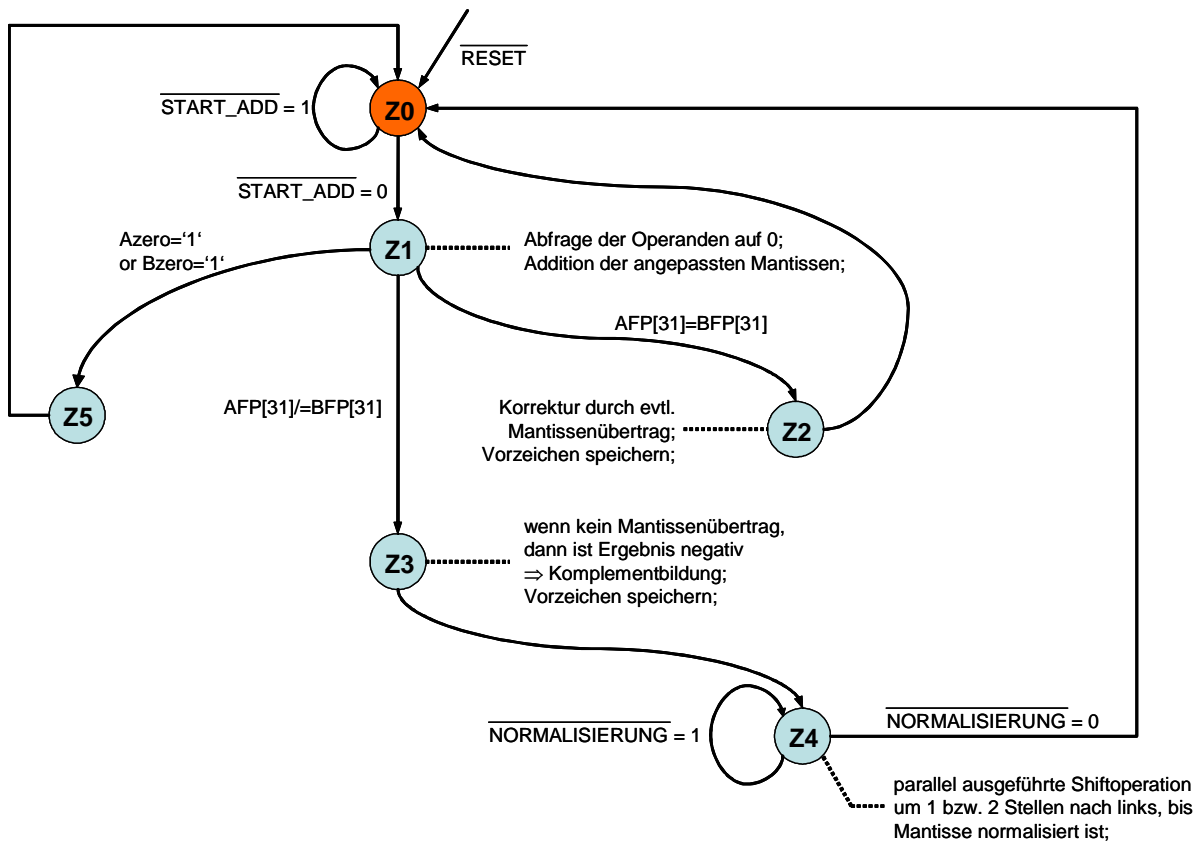 RESET
START_ADD = 1
Z0
START_ADD = 0
Azero=‘1‘
or Bzero=‘1‘
Z1
Abfrage der Operanden auf 0;
Addition der angepassten Mantissen;
AFP[31]=BFP[31]
Z5
AFP[31]/=BFP[31]
Korrektur durch evtl.
Mantissenübertrag;
Vorzeichen speichern;
Z2
Z3
wenn kein Mantissenübertrag,
dann ist Ergebnis negativ
⇒ Komplementbildung;
Vorzeichen speichern;
NORMALISIERUNG = 1
Z4
NORMALISIERUNG = 0
parallel ausgeführte Shiftoperation
um 1 bzw. 2 Stellen nach links, bis
Mantisse normalisiert ist;